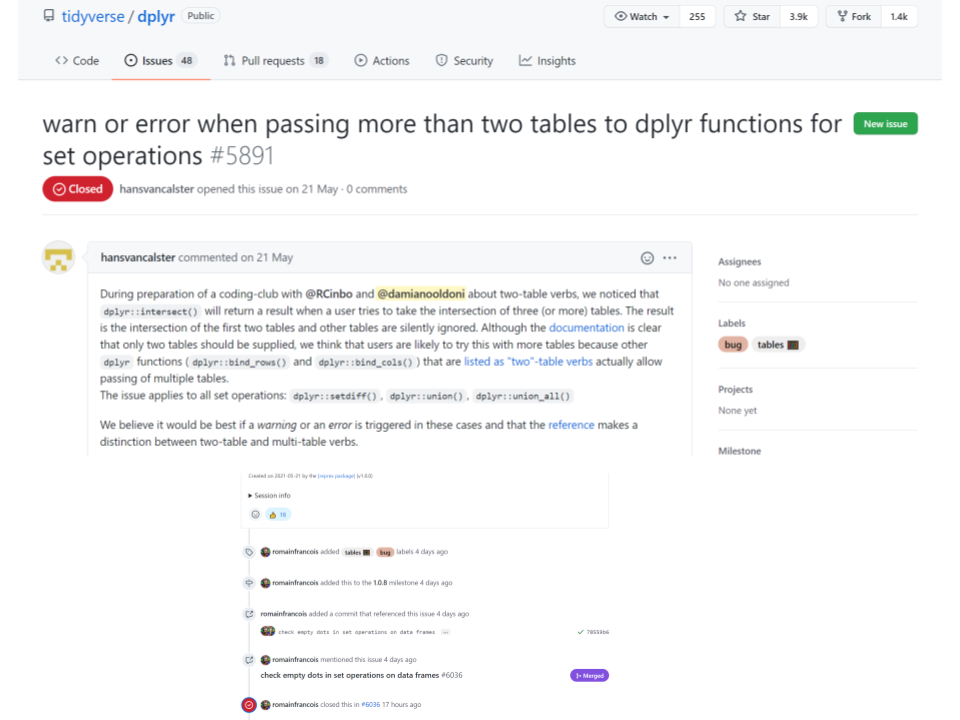 tidyverse / dplyr Public
Watch 255
Star 3.9k
Fork 1.4k
Code
Issues 48
Pull requests 18
Actions
Security
Insights
warn or error when passing more than two tables to dplyr functions for
set operations #5891
New issue
Closed
hansvancalster opened this issue on 21 May · 0 comments
hansvancalster commented on 21 May
During preparation of a coding-club with @RCinbo and @damianooldoni about two-table verbs, we noticed that
dplyr::intersect() will return a result when a user tries to take the intersection of three (or more) tables. The result
is the intersection of the first two tables and other tables are silently ignored. Although the documentation is clear
that only two tables should be supplied, we think that users are likely to try this with more tables because other
dplyr functions ( dplyr::bind_rows() and dplyr::bind_cols() ) that are listed as "two"-table verbs actually allow
passing of multiple tables.
The issue applies to all set operations: dplyr::setdiff() , dplyr::union() , dplyr::union_all()
We believe it would be best if a warning or an error is triggered in these cases and that the reference makes a
distinction between two-table and multi-table verbs.
Assignees
No one assigned
Labels
bug tables
Projects
None yet
Milestone
Created on 2021-05-21 by the (reprex package) (v1.0.0)
Session info
romainfrancois added tables bug labels 4 days ago
romainfrancois added this to the 1.0.8 milestone 4 days ago
romainfrancois added a commit that referenced this issue 4 days ago
check empty dots in set operations on data frames
romainfrancois mentioned this issue 4 days ago
check empty dots in set operations on data frames #6036
Merged
romainfrancois closed this in #6036 17 hours ago